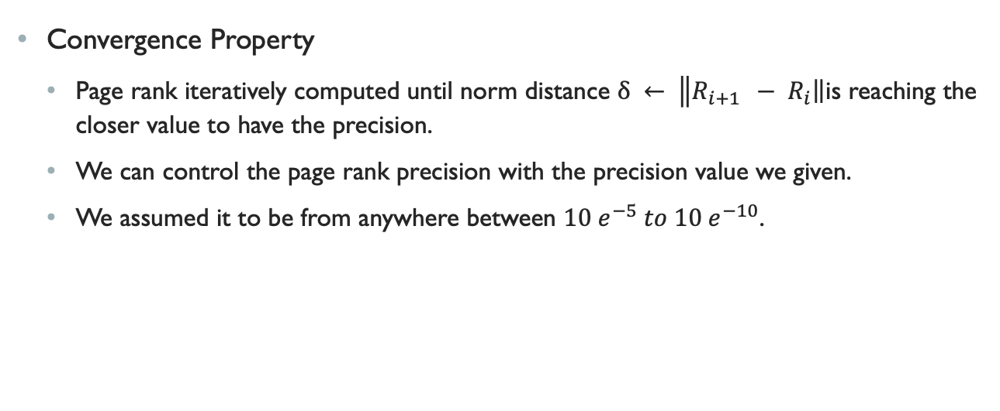 • Convergence Property
• Page rank iteratively computed until norm distance δ ← ‖R_{i+1} − R_i‖is reaching the
closer value to have the precision.
• We can control the page rank precision with the precision value we given.
• We assumed it to be from anywhere between 10 e^{−5} to 10 e^{−10}.